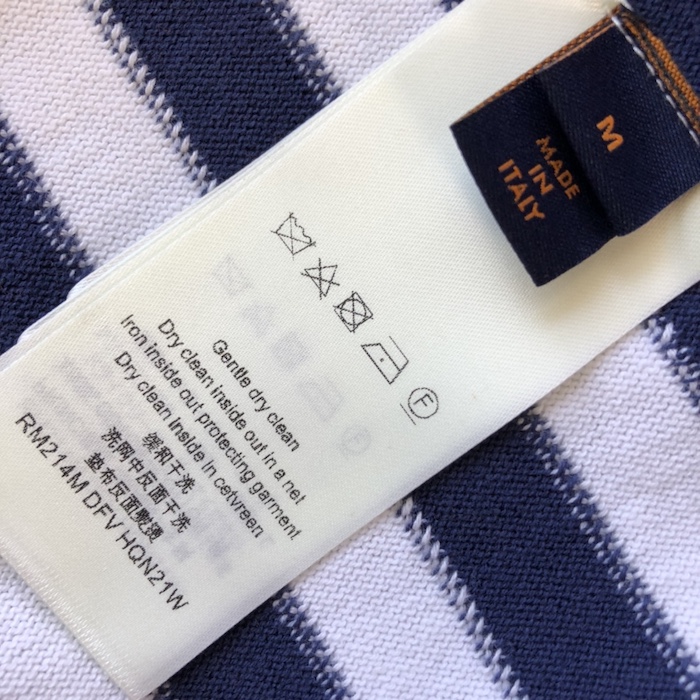 M
MADE
IN
ITALY
F
Gentle dry clean
Dry clean inside out in a net
Iron inside out protecting garment
Dry clean inside in cetvreen
缓和干洗
洗网中反面干洗
垫布反面熨烫
RM214M DFV HQN21W